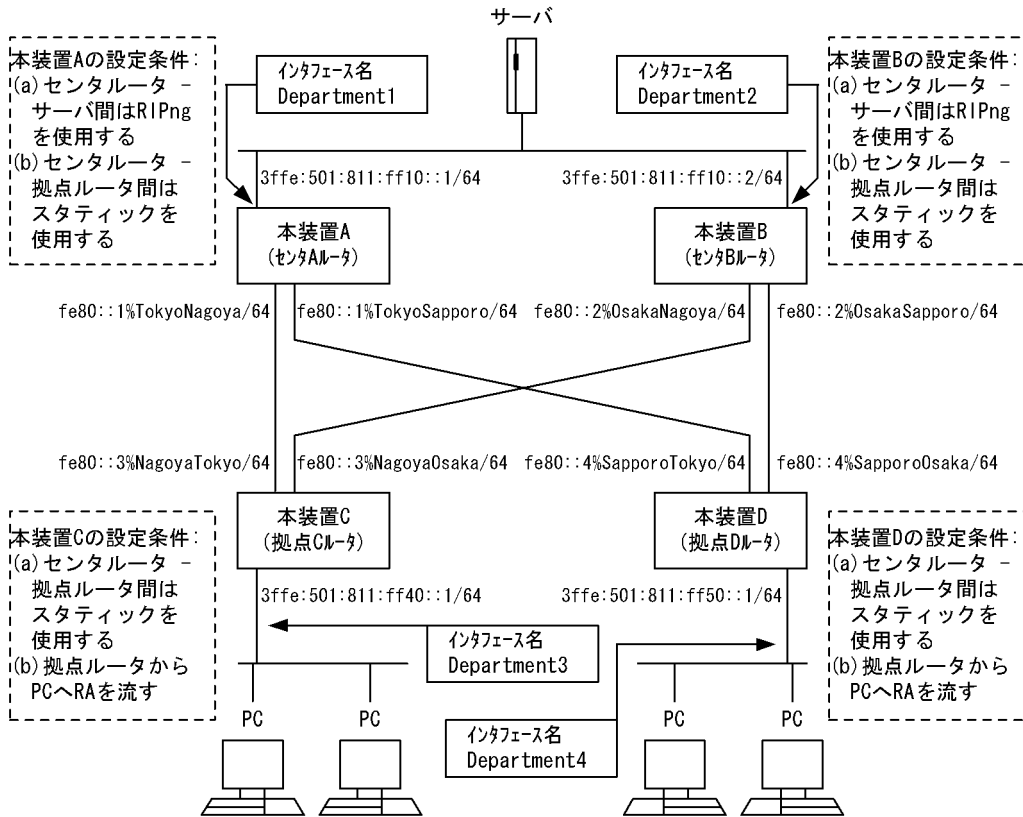 サーバ
本装置Aの設定条件:
(a)センタルータ -
サーバ間はRIPng
を使用する
(b)センタルータ -
拠点ルータ間は
スタティックを
使用する
インタフェース名
Department1
インタフェース名
Department2
本装置Bの設定条件:
(a)センタルータ -
サーバ間はRIPng
を使用する
(b)センタルータ -
拠点ルータ間は
スタティックを
使用する
3ffe:501:811:ff10::1/64
3ffe:501:811:ff10::2/64
本装置A
(センタAルータ)
本装置B
(センタBルータ)
fe80::1%TokyoNagoya/64
fe80::1%TokyoSapporo/64
fe80::2%OsakaNagoya/64
fe80::2%OsakaSapporo/64
fe80::3%NagoyaTokyo/64
fe80::3%NagoyaOsaka/64
fe80::4%SapporoTokyo/64
fe80::4%SapporoOsaka/64
本装置C
(拠点Cルータ)
本装置D
(拠点Dルータ)
本装置Cの設定条件:
(a)センタルータ -
拠点ルータ間は
スタティックを
使用する
(b)拠点ルータから
PCへRAを流す
3ffe:501:811:ff40::1/64
3ffe:501:811:ff50::1/64
本装置Dの設定条件:
(a)センタルータ -
拠点ルータ間は
スタティックを
使用する
(b)拠点ルータから
PCへRAを流す
インタフェース名
Department3
インタフェース名
Department4
PC
PC
PC
PC